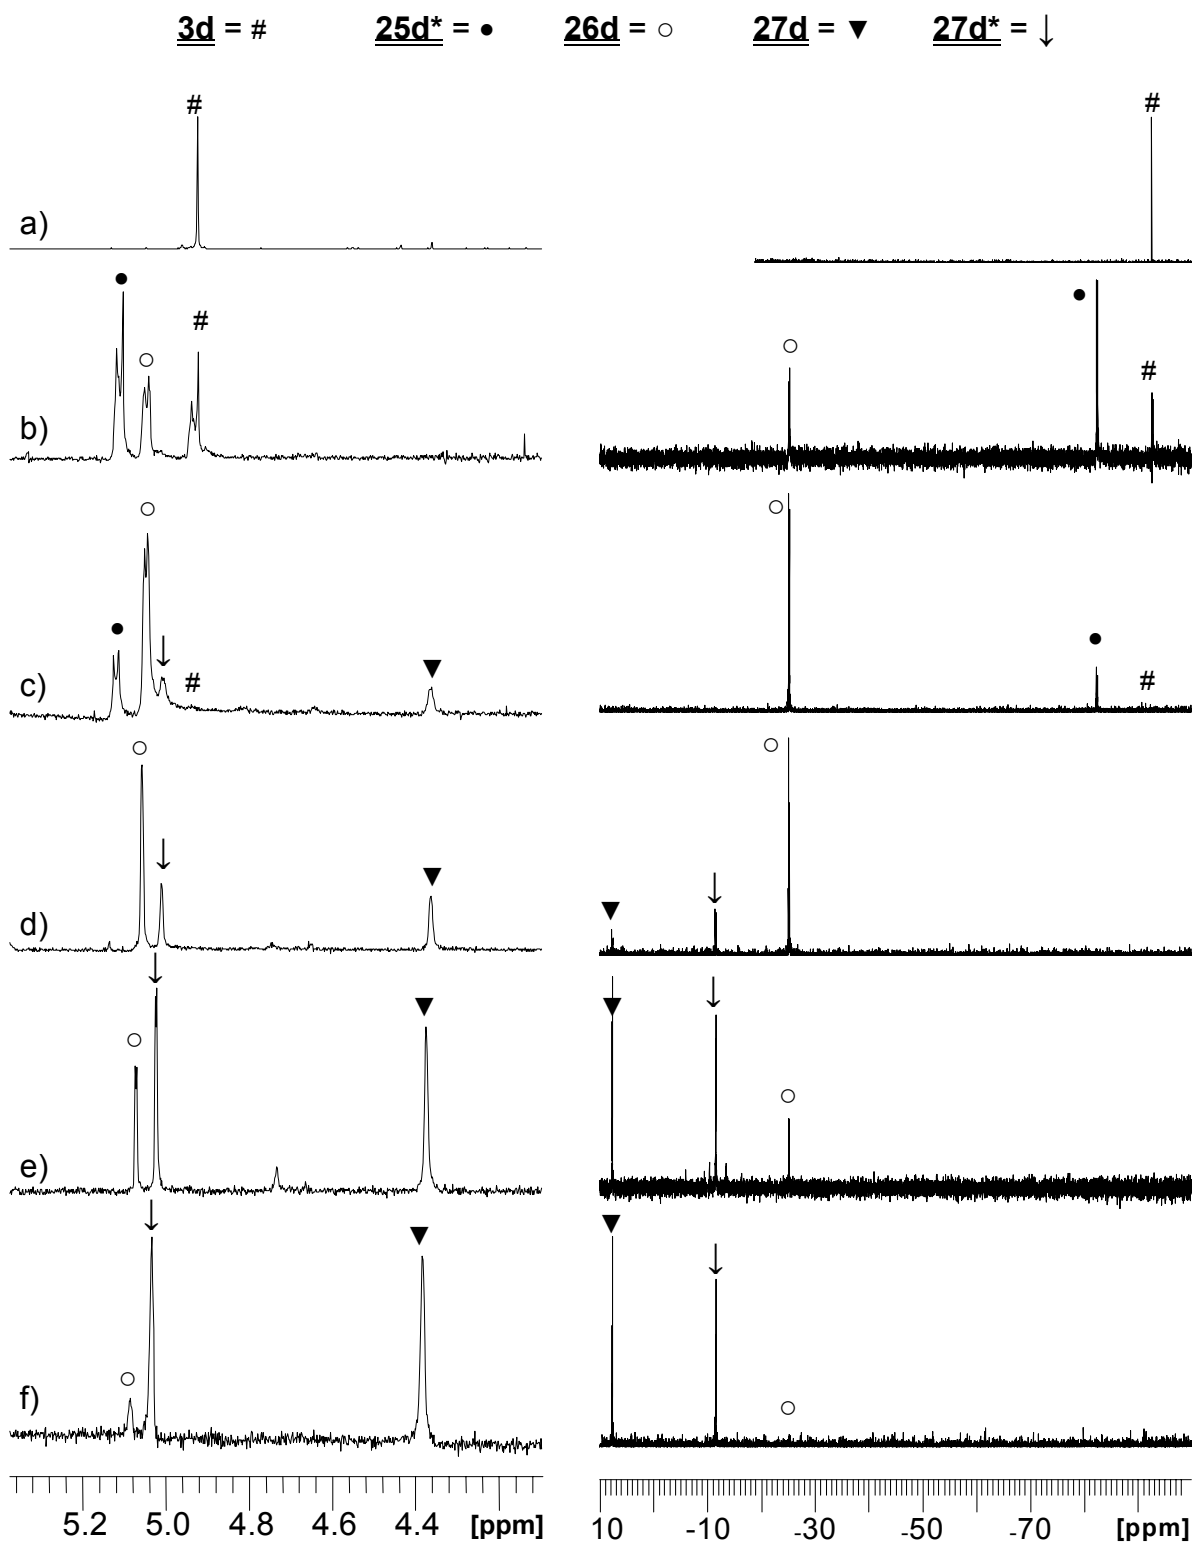 3d = # 25d* = ● 26d = ○ 27d = ▼ 27d* = ↓
# #
a)
● ● # ○ ○ #
b)
○ ○
● ↓ # ▼ ● #
c)
○ ○
↓ ▼ ▼ ↓
d)
↓ ▼ ▼ ↓
○ ○
e)
↓ ▼ ▼ ↓
○ ○
f)
5.2 5.0 4.8 4.6 4.4 [ppm] 10 -10 -30 -50 -70 [ppm]